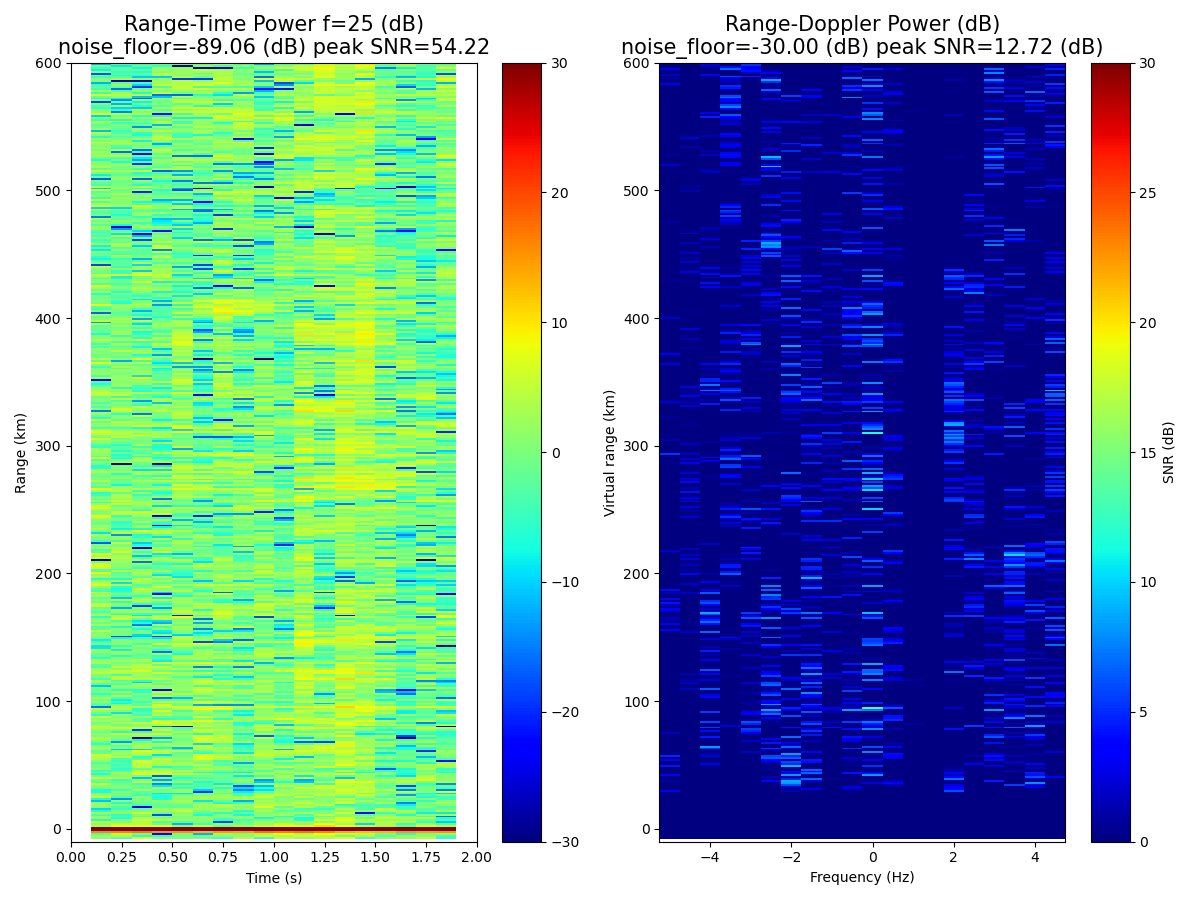 Range-Time Power f=25 (dB)
noise_floor=-89.06 (dB) peak SNR=54.22
Range (km)
600
500
400
300
200
100
0
0.00 0.25 0.50 0.75 1.00 1.25 1.50 1.75 2.00
Time (s)
30
20
10
0
−10
−20
−30
Range-Doppler Power (dB)
noise_floor=-30.00 (dB) peak SNR=12.72 (dB)
Virtual range (km)
600
500
400
300
200
100
0
−4 −2 0 2 4
Frequency (Hz)
30
25
20
15
10
5
0
SNR (dB)